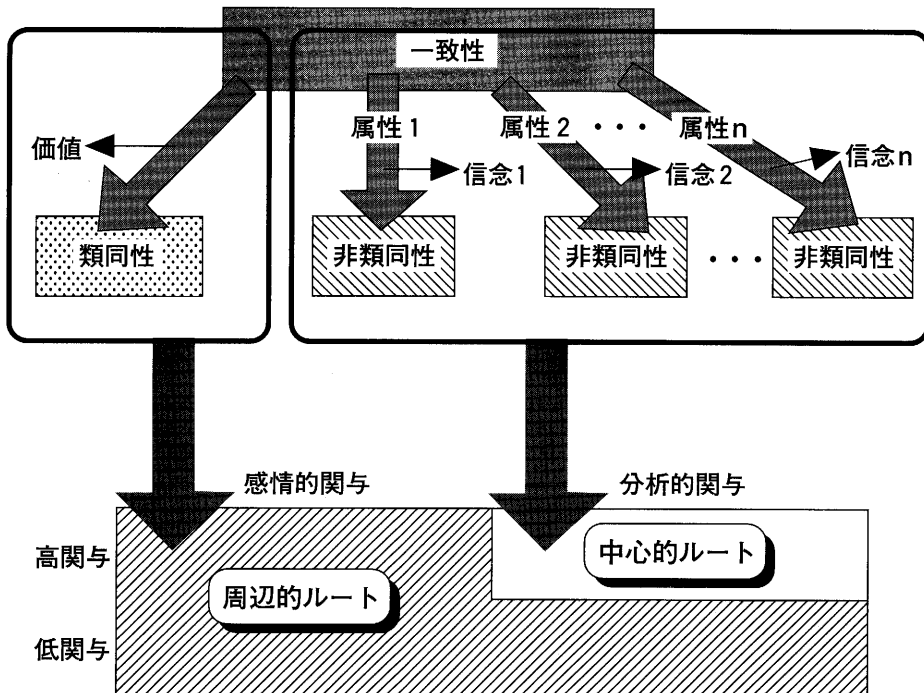 一致性
属性1
属性2
・・・
属性n
価値
信念1
信念2
信念n
類同性
非類同性
非類同性
・・・
非類同性
感情的関与
分析的関与
高関与
中心的ルート
周辺的ルート
低関与